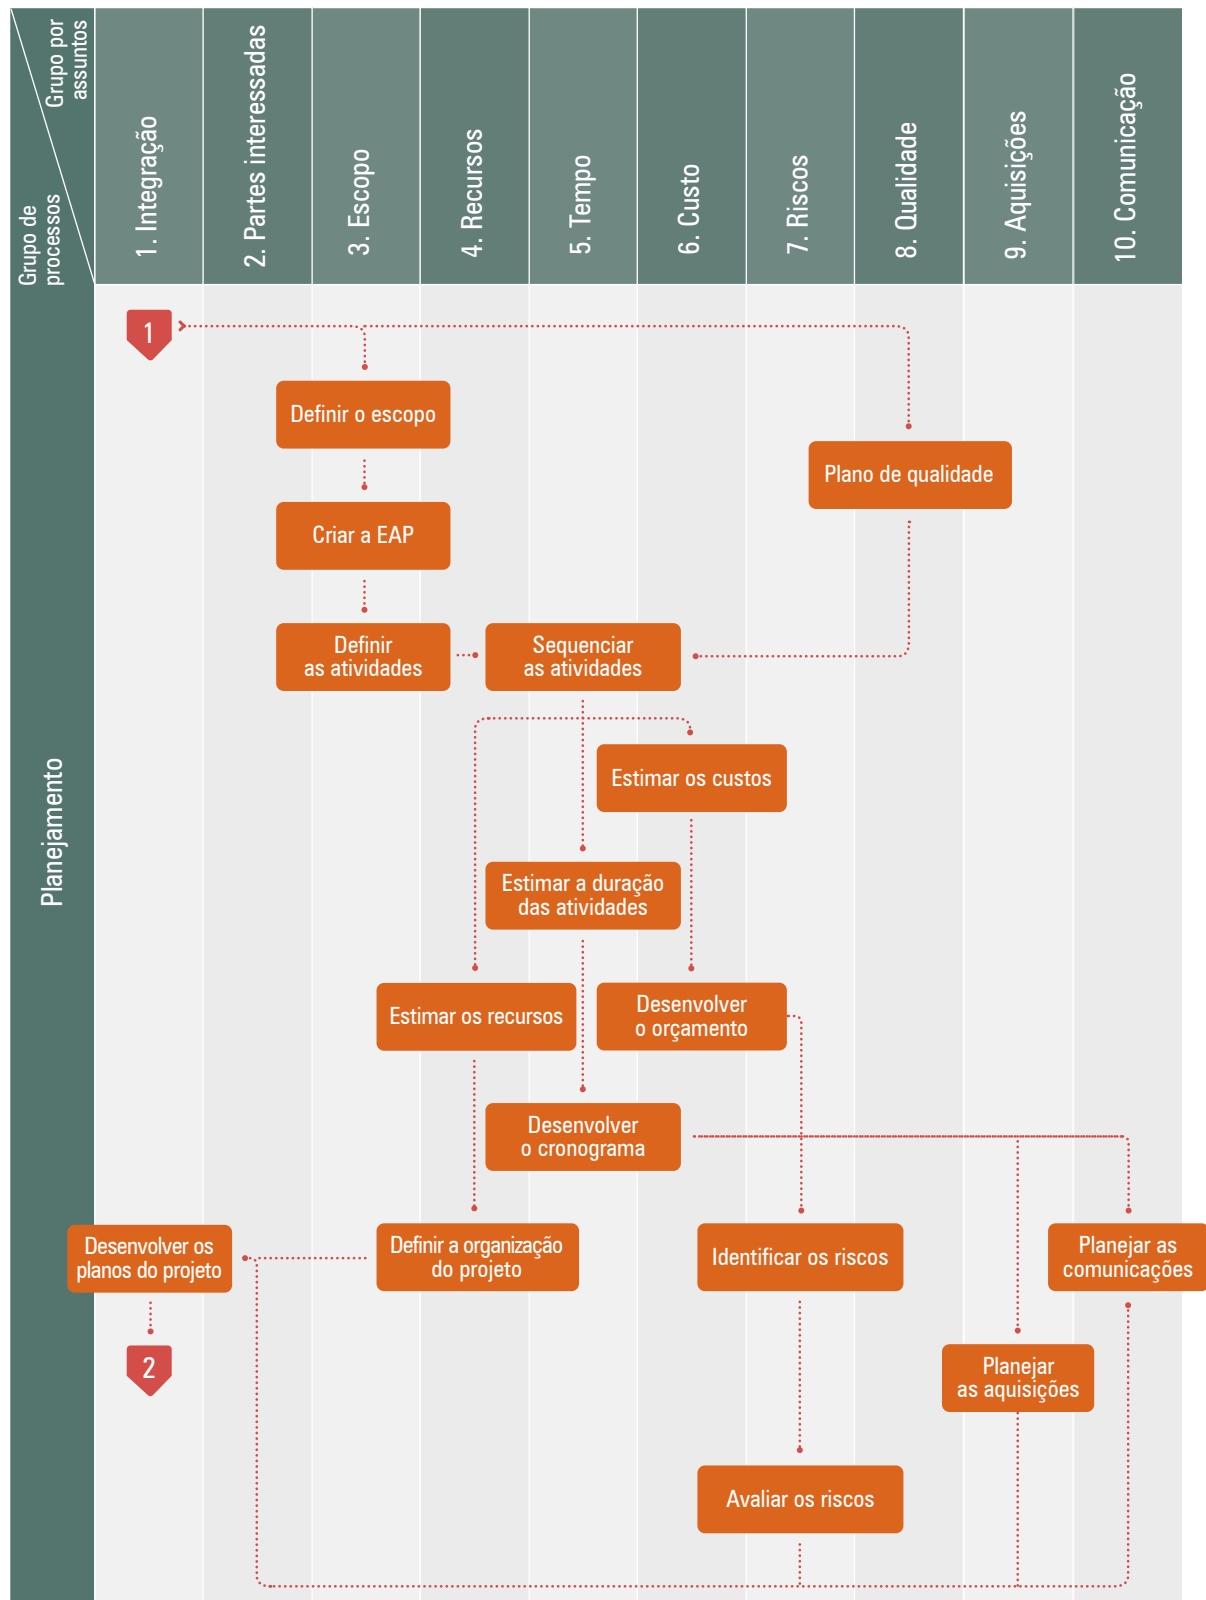 Grupo por
assuntos
Grupo de
processos
1. Integração
2. Partes interessadas
3. Escopo
4. Recursos
5. Tempo
6. Custo
7. Riscos
8. Qualidade
9. Aquisições
10. Comunicação
Planejamento
1
Definir o escopo
Plano de qualidade
Criar a EAP
Definir
as atividades
Sequenciar
as atividades
Estimar os custos
Estimar a duração
das atividades
Estimar os recursos
Desenvolver
o orçamento
Desenvolver
o cronograma
Desenvolver os
planos do projeto
Definir a organização
do projeto
Identificar os riscos
Planejar as
comunicações
2
Planejar
as aquisições
Avaliar os riscos